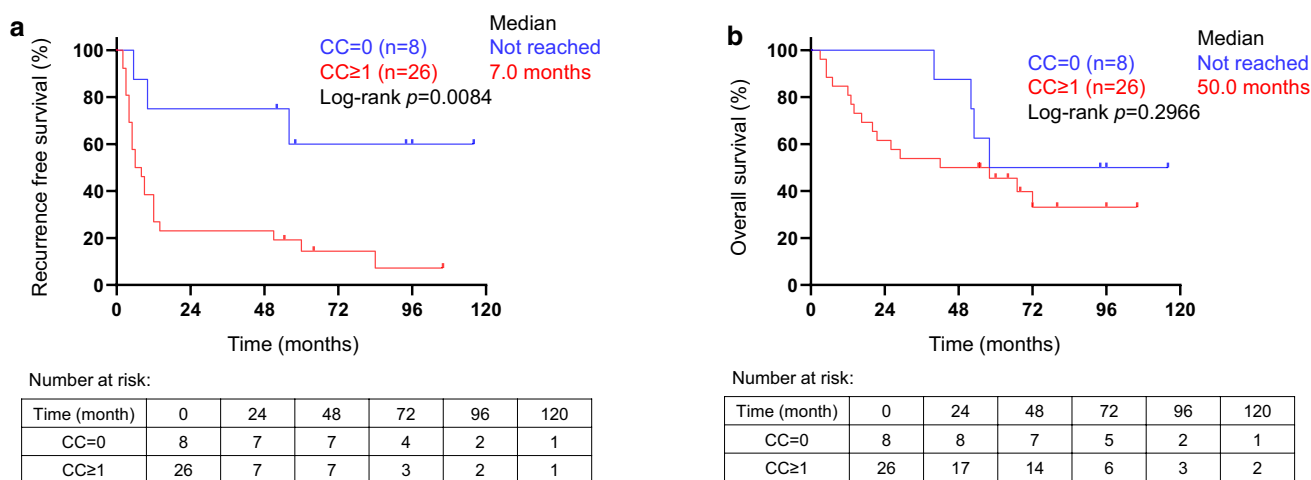 a
Median
CC=0 (n=8) Not reached
CC≥1 (n=26) 7.0 months
Log-rank p=0.0084
Recurrence free survival (%)
100
80
60
40
20
0
0 24 48 72 96 120
Time (months)
Number at risk:
Time (month) 0 24 48 72 96 120
CC=0 8 7 7 4 2 1
CC≥1 26 7 7 3 2 1
b
Median
CC=0 (n=8) Not reached
CC≥1 (n=26) 50.0 months
Log-rank p=0.2966
Overall survival (%)
100
80
60
40
20
0
0 24 48 72 96 120
Time (months)
Number at risk:
Time (month) 0 24 48 72 96 120
CC=0 8 8 7 5 2 1
CC≥1 26 17 14 6 3 2